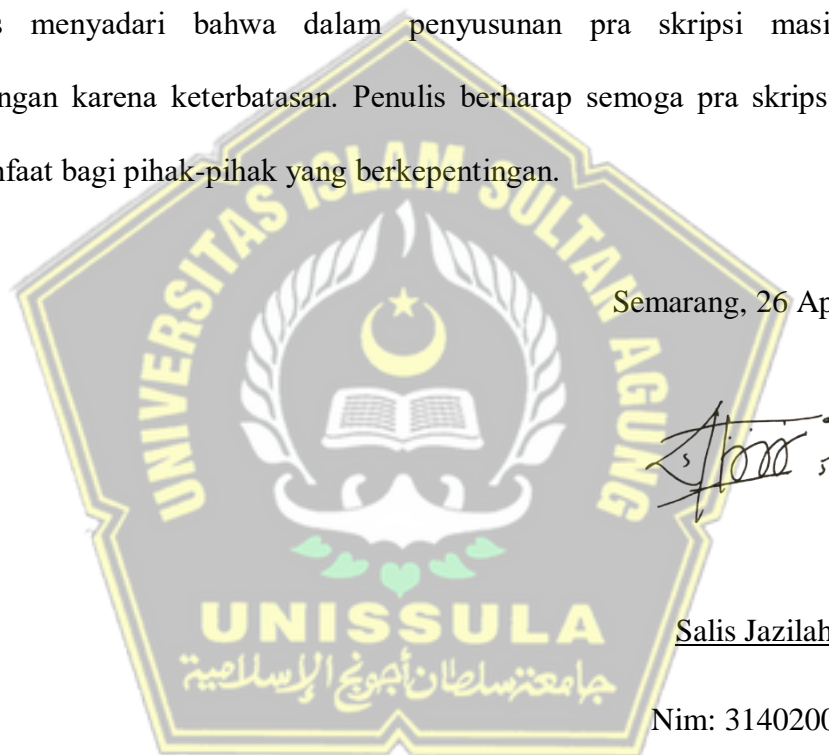 s menyadari bahwa dalam penyusunan pra skripsi masi
ngan karena keterbatasan. Penulis berharap semoga pra skrips
nfaat bagi pihak-pihak yang berkepentingan.
UNIVERSITAS ISLAM SULTAN AGUNG
Semarang, 26 Ap
UNISSULA
جامعة سلطان أجونج الإسلامية
Salis Jazilah
Nim: 3140200